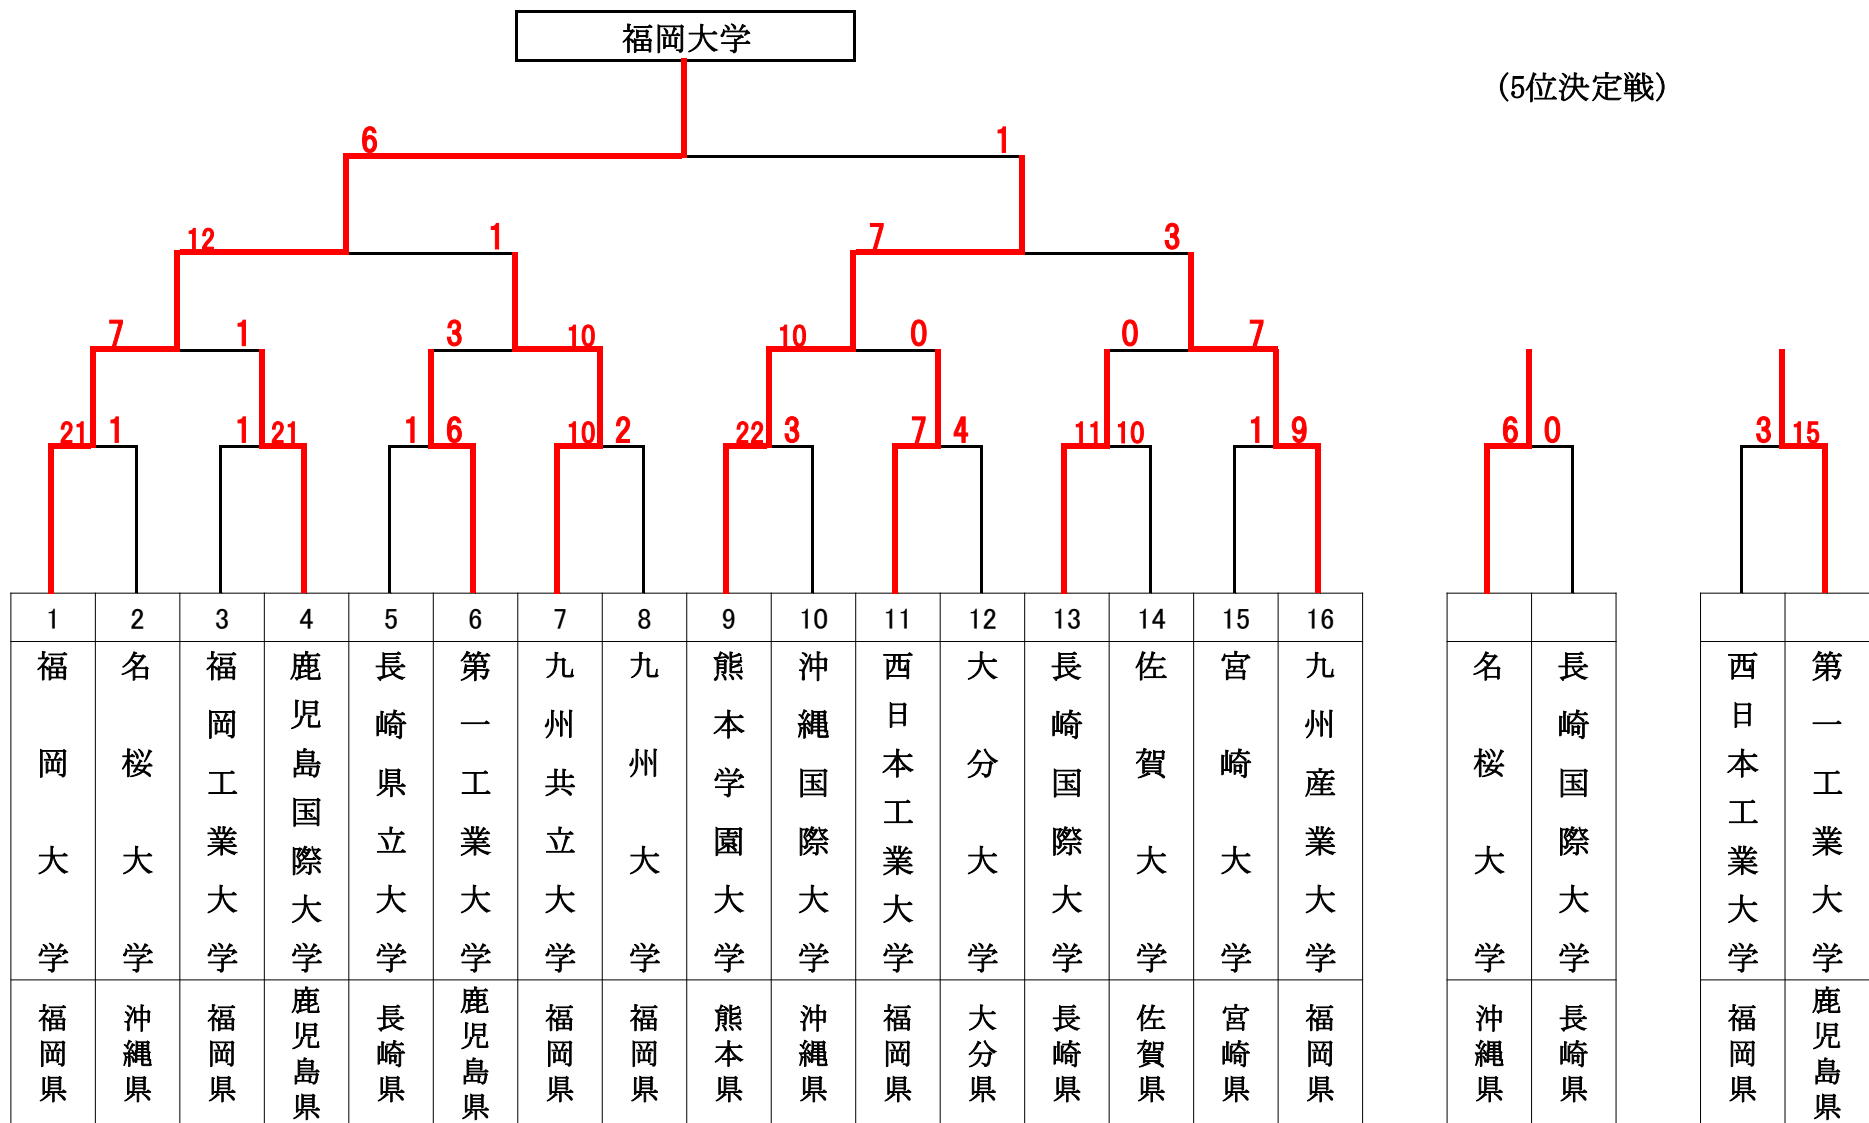 福岡大学
(5位決定戦)
6 1
12 1 7 3
7 1 3 10 10 0 0 7
21 1 1 21 1 6 10 2 22 3 7 4 11 10 1 9 6 0 3 15
1 2 3 4 5 6 7 8 9 10 11 12 13 14 15 16
福岡大学
名桜大学
福岡工業大学
鹿児島国際大学
長崎県立大学
第一工業大学
九州共立大学
九州大学
熊本学園大学
沖縄国際大学
西日本工業大学
大分大学
長崎国際大学
佐賀大学
宮崎大学
九州産業大学
名桜大学
長崎国際大学
西日本工業大学
第一工業大学
福岡県
沖縄県
福岡県
鹿児島県
長崎県
鹿児島県
福岡県
福岡県
熊本県
沖縄県
福岡県
大分県
長崎県
佐賀県
宮崎県
福岡県
沖縄県
長崎県
福岡県
鹿児島県